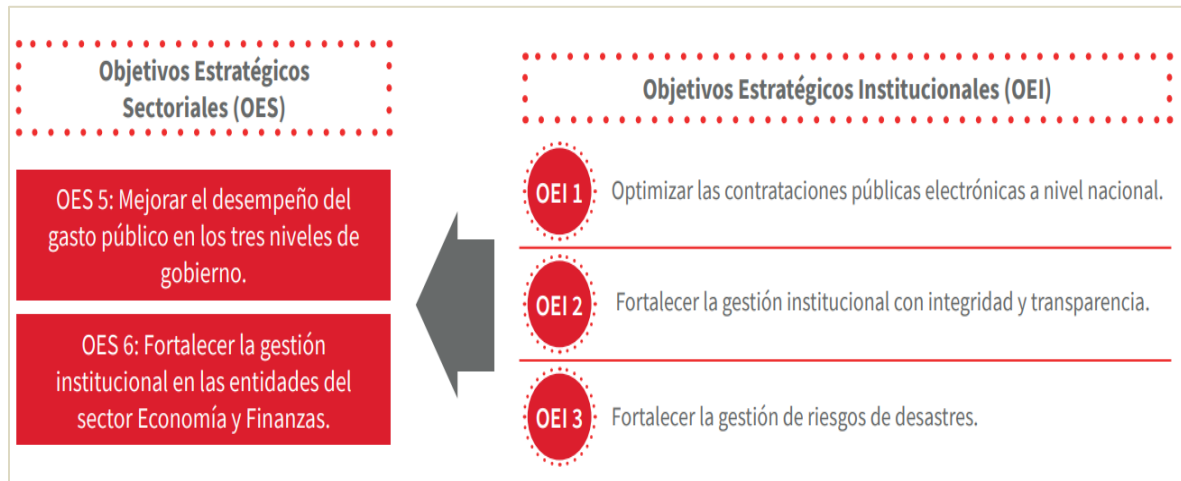 Objetivos Estratégicos
Sectoriales (OES)
OES 5: Mejorar el desempeño del
gasto público en los tres niveles de
gobierno.
OES 6: Fortalecer la gestión
institucional en las entidades del
sector Economía y Finanzas.
Objetivos Estratégicos Institucionales (OEI)
OEI 1 Optimizar las contrataciones públicas electrónicas a nivel nacional.
OEI 2 Fortalecer la gestión institucional con integridad y transparencia.
OEI 3 Fortalecer la gestión de riesgos de desastres.